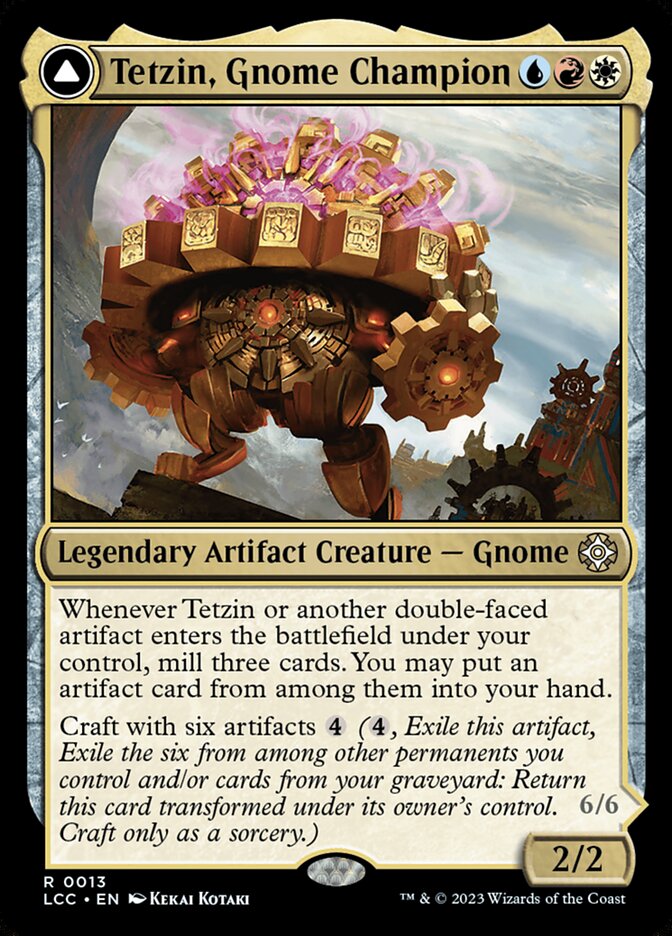 Tetzin, Gnome Champion
Legendary Artifact Creature — Gnome
Whenever Tetzin or another double-faced
artifact enters the battlefield under your
control, mill three cards. You may put an
artifact card from among them into your hand.
Craft with six artifacts 4 (4, Exile this artifact,
Exile the six from among other permanents you
control and/or cards from your graveyard: Return
this card transformed under its owner's control.
Craft only as a sorcery.)
6/6
2/2
R 0013
LCC • EN Kekai Kotaki
™ & © 2023 Wizards of the Coast